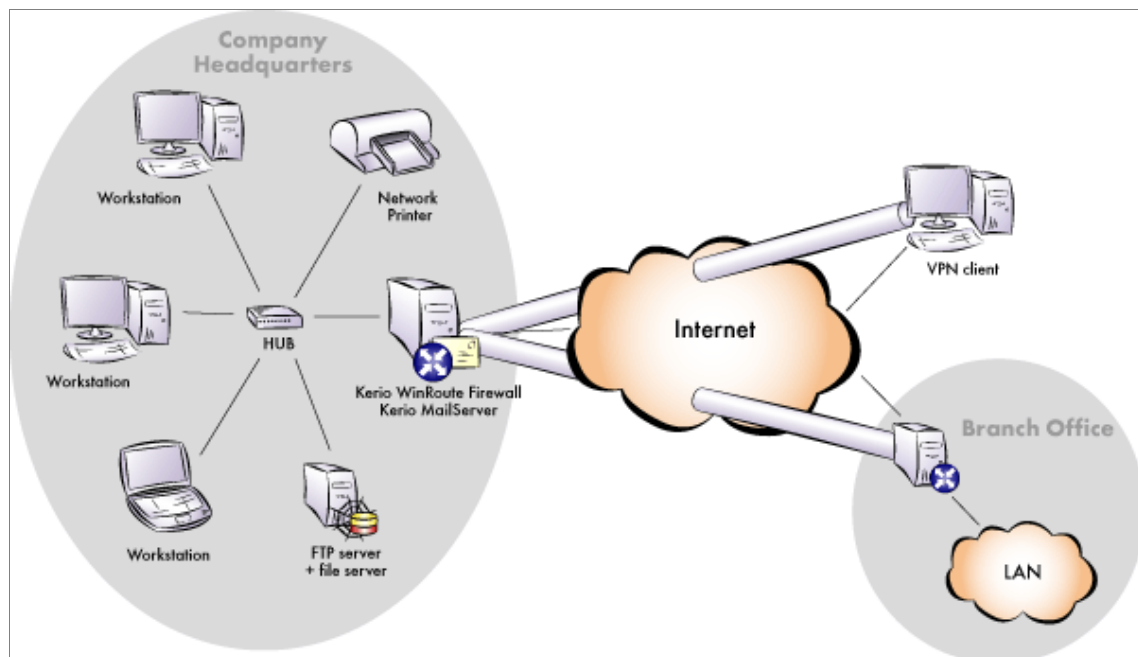 Company
Headquarters
Workstation
Network
Printer
VPN client
Internet
HUB
Workstation
Kerio WinRoute Firewall
Kerio MailServer
Branch Office
Workstation
FTP server
+ file server
LAN